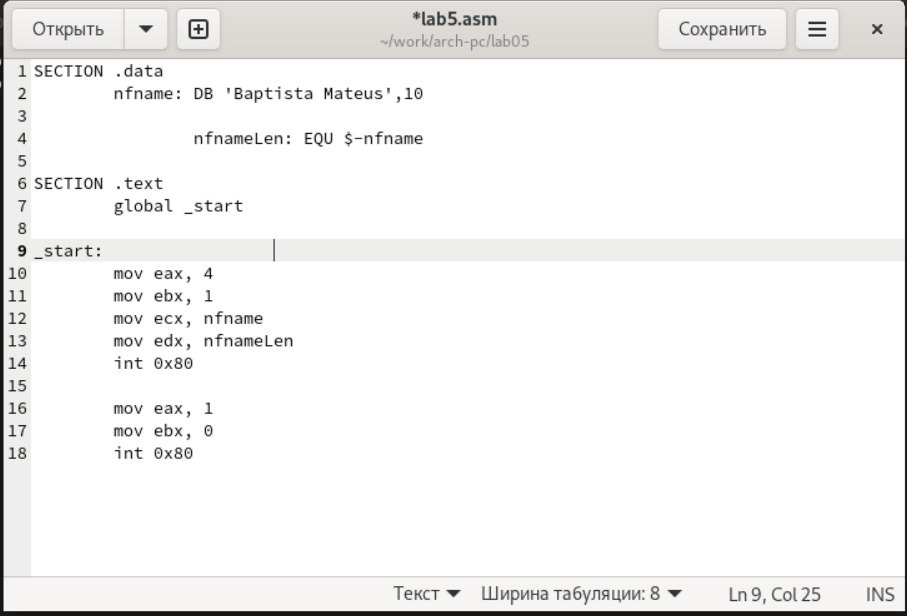 Открыть
*lab5.asm
~/work/arch-pc/lab05
Сохранить
1 SECTION .data
2 nfname: DB 'Baptista Mateus',10
3
4 nfnameLen: EQU $-nfname
5
6 SECTION .text
7 global _start
8
9 _start:
10 mov eax, 4
11 mov ebx, 1
12 mov ecx, nfname
13 mov edx, nfnameLen
14 int 0x80
15
16 mov eax, 1
17 mov ebx, 0
18 int 0x80
Текст Ширина табуляции: 8 Ln 9, Col 25 INS